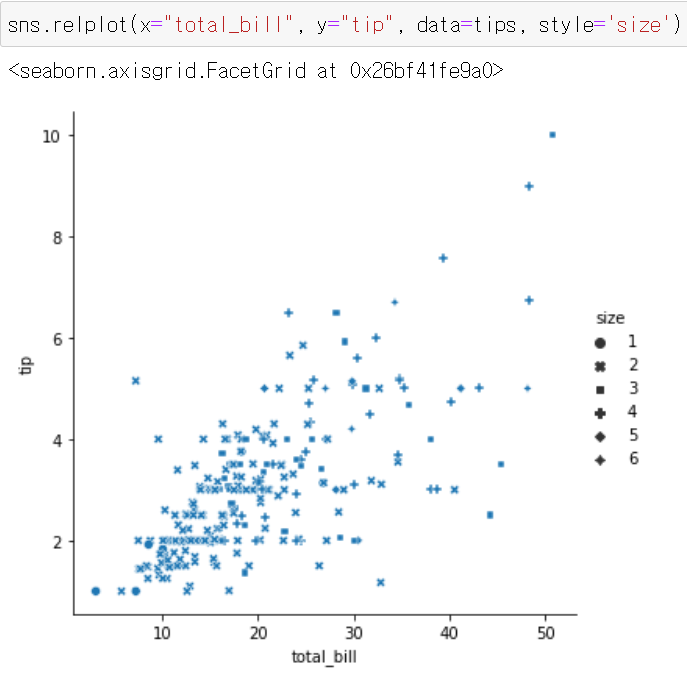 sns.relplot(x="total_bill", y="tip", data=tips, style='size')
<seaborn.axisgrid.FacetGrid at 0x26bf41fe9a0>
10
8
6
4
2
tip
10 20 30 40 50
total_bill
size
1
2
3
4
5
6